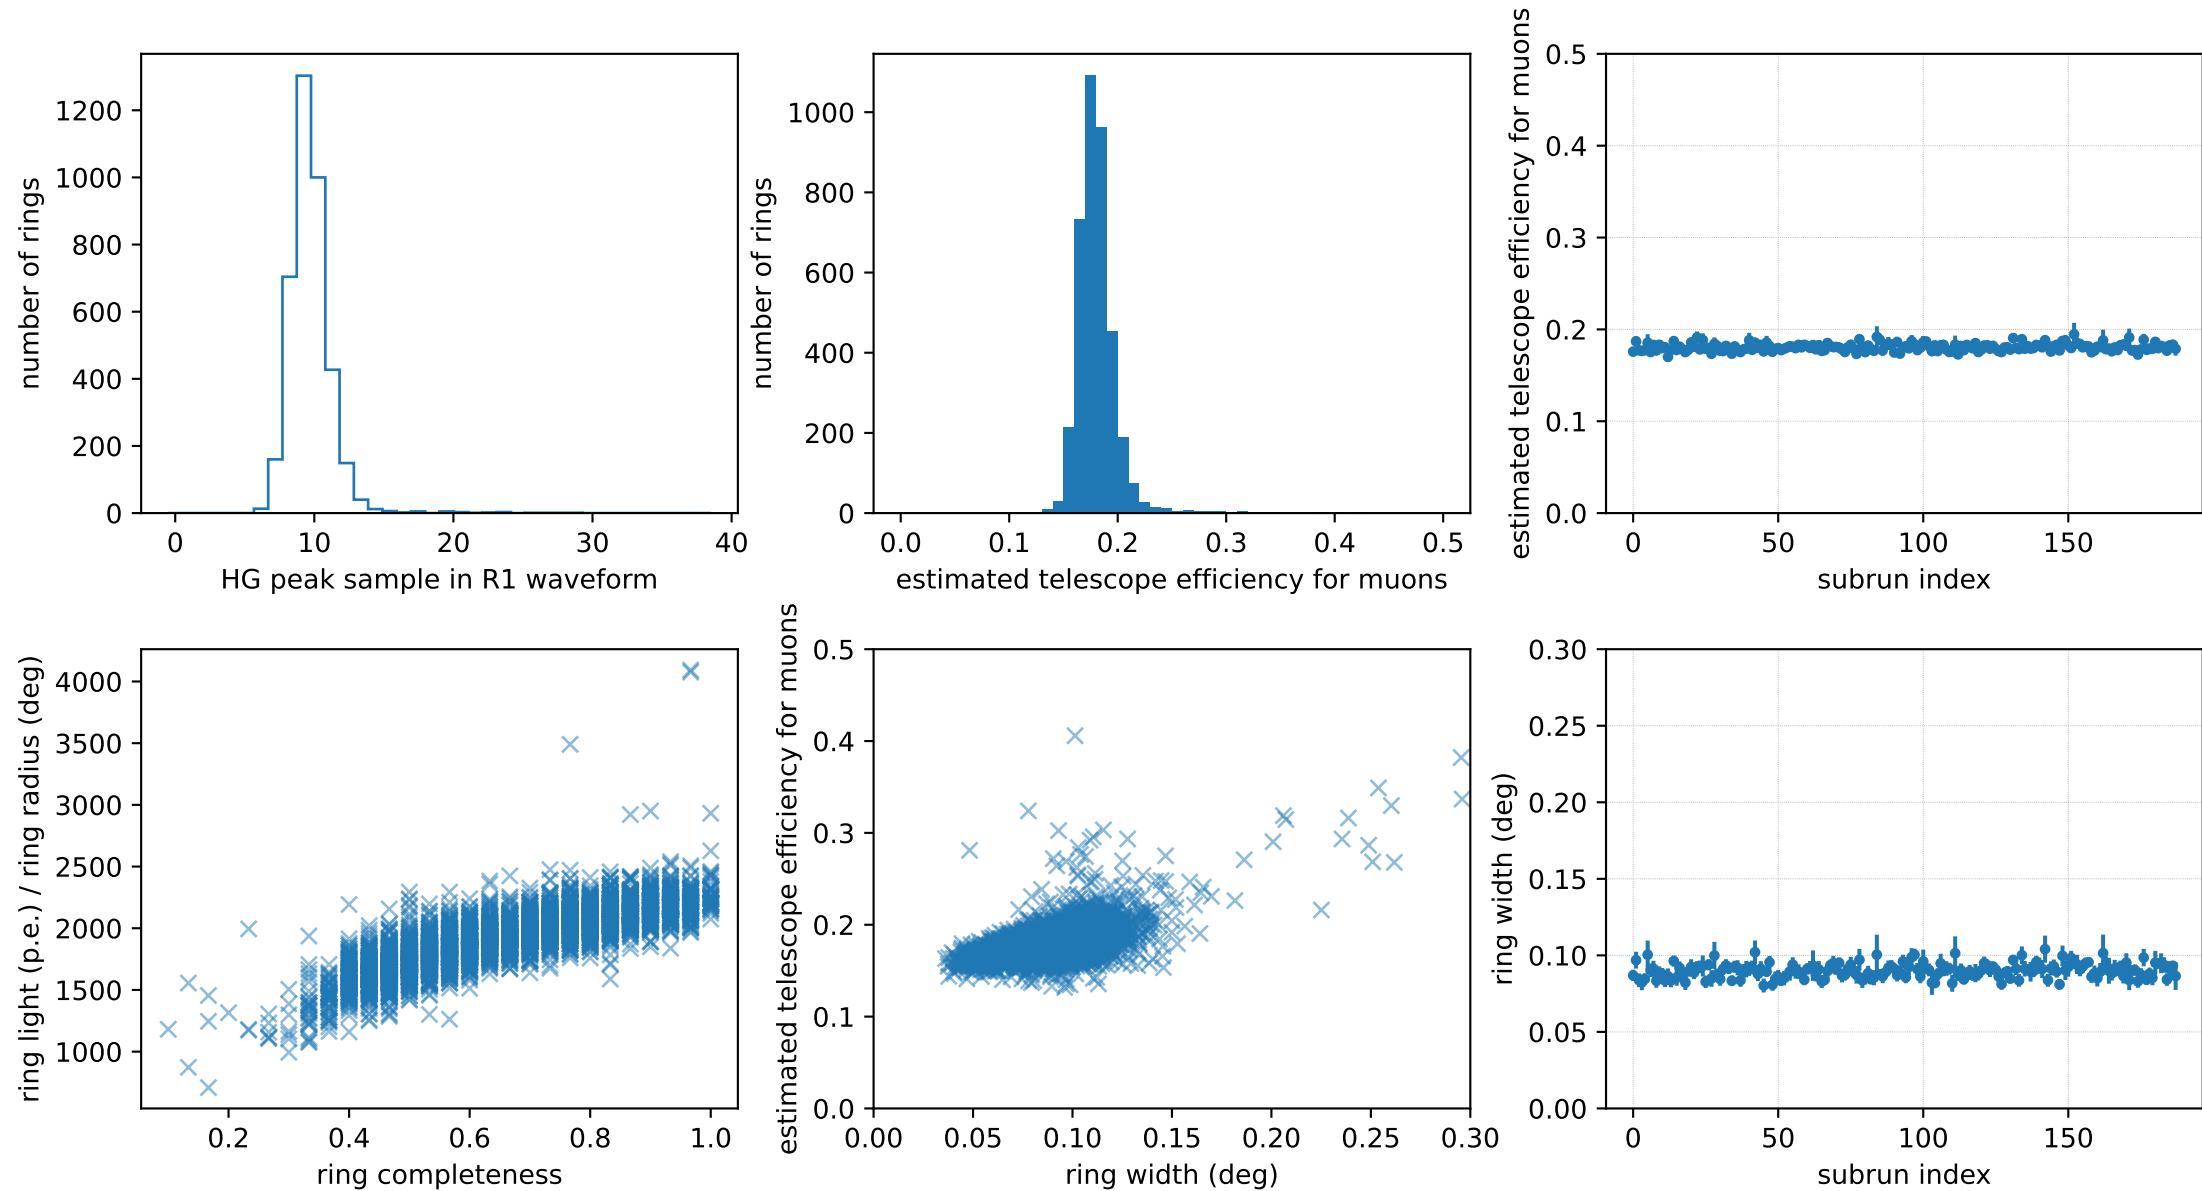 number of rings
1200
1000
800
600
400
200
0
0 10 20 30 40
HG peak sample in R1 waveform
number of rings
1000
800
600
400
200
0
0.0 0.1 0.2 0.3 0.4 0.5
estimated telescope efficiency for muons
estimated telescope efficiency for muons
0.5
0.4
0.3
0.2
0.1
0.0
0 50 100 150
subrun index
ring light (p.e.) / ring radius (deg)
4000
3500
3000
2500
2000
1500
1000
0.2 0.4 0.6 0.8 1.0
ring completeness
estimated telescope efficiency for muons
0.5
0.4
0.3
0.2
0.1
0.0
0.00 0.05 0.10 0.15 0.20 0.25 0.30
ring width (deg)
ring width (deg)
0.30
0.25
0.20
0.15
0.10
0.05
0.00
0 50 100 150
subrun index